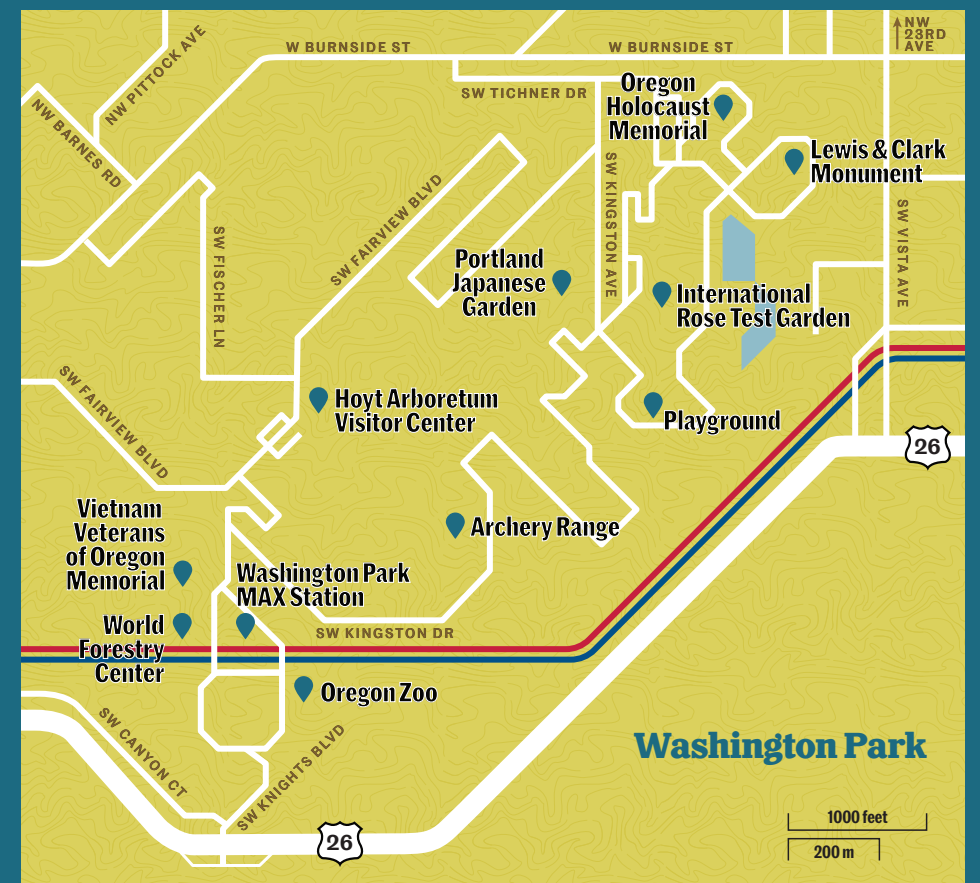 NW
23RD
AVE
NW PITTOCK AVE
W BURNSIDE ST
W BURNSIDE ST
NW BARNES RD
SW TICHNER DR
Oregon
Holocaust
Memorial
Lewis & Clark
Monument
SW KINGSTON AVE
SW VISTA AVE
SW FAIRVIEW BLVD
SW FISCHER LN
Portland
Japanese
Garden
International
Rose Test Garden
SW FAIRVIEW BLVD
Hoyt Arboretum
Visitor Center
Playground
26
Vietnam
Veterans
of Oregon
Memorial
Archery Range
Washington Park
MAX Station
World
Forestry
Center
SW KINGSTON DR
Oregon Zoo
SW CANYON CT
SW KNIGHTS BLVD
Washington Park
26
1000 feet
200 m